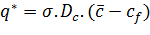 q* = σ.D_c.(c̄ − c_f)